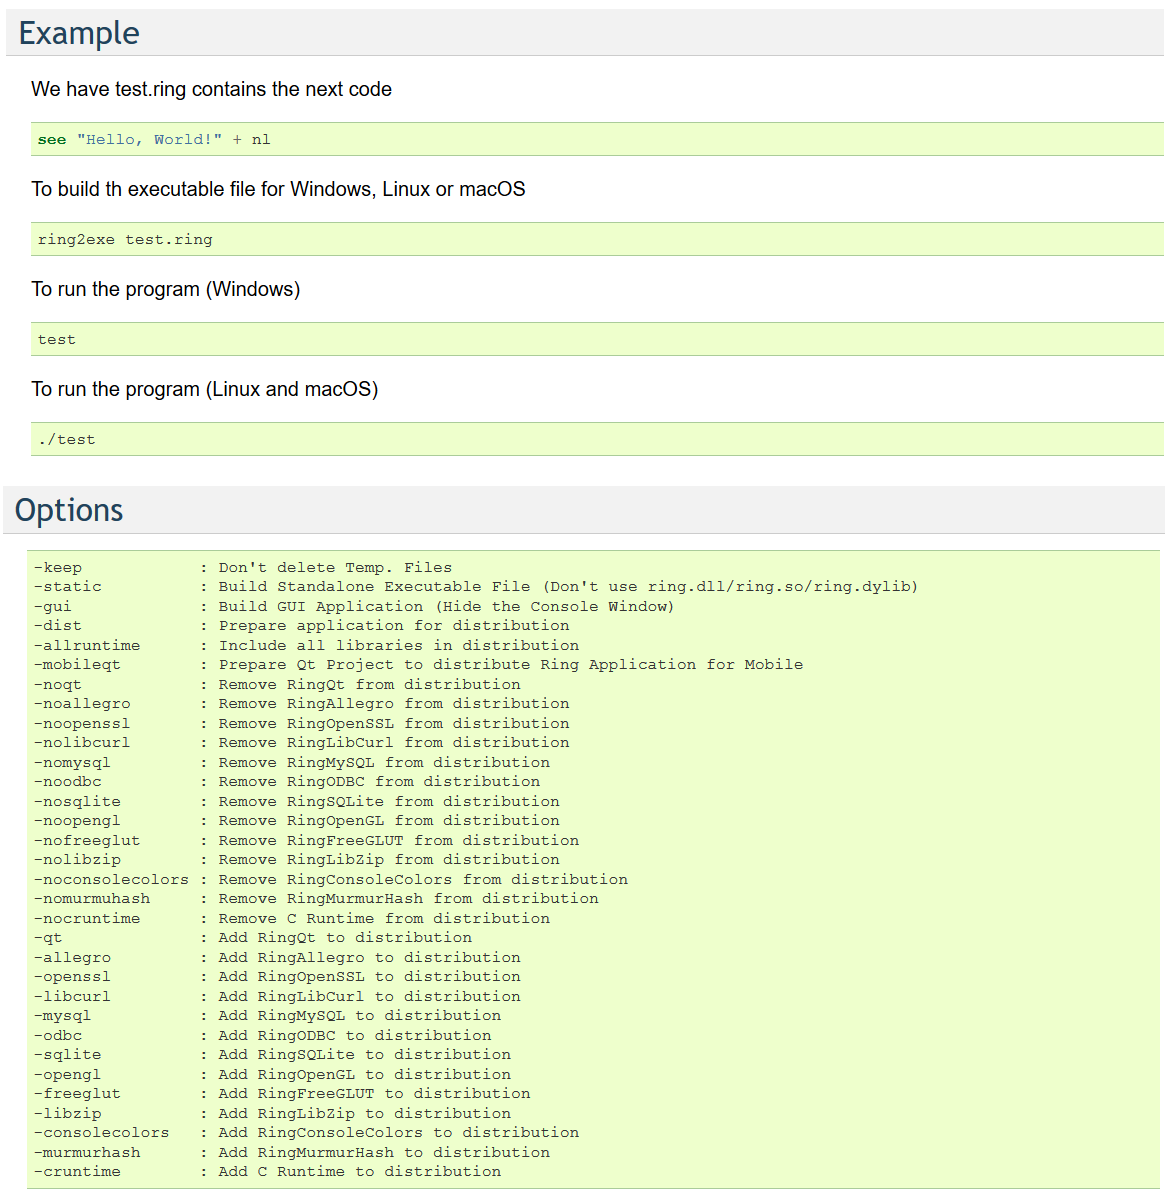 Example
We have test.ring contains the next code
see "Hello, World!" + nl
To build th executable file for Windows, Linux or macOS
ring2exe test.ring
To run the program (Windows)
test
To run the program (Linux and macOS)
./test
Options
-keep            : Don't delete Temp. Files
-static          : Build Standalone Executable File (Don't use ring.dll/ring.so/ring.dylib)
-gui             : Build GUI Application (Hide the Console Window)
-dist            : Prepare application for distribution
-allruntime      : Include all libraries in distribution
-mobileqt        : Prepare Qt Project to distribute Ring Application for Mobile
-noqt            : Remove RingQt from distribution
-noallegro       : Remove RingAllegro from distribution
-noopenssl       : Remove RingOpenSSL from distribution
-nolibcurl       : Remove RingLibCurl from distribution
-nomysql         : Remove RingMySQL from distribution
-noodbc          : Remove RingODBC from distribution
-nosqlite        : Remove RingSQLite from distribution
-noopengl        : Remove RingOpenGL from distribution
-nofreeglut      : Remove RingFreeGLUT from distribution
-nolibzip        : Remove RingLibZip from distribution
-noconsolecolors : Remove RingConsoleColors from distribution
-nomurmuhash     : Remove RingMurmurHash from distribution
-nocruntime      : Remove C Runtime from distribution
-qt              : Add RingQt to distribution
-allegro         : Add RingAllegro to distribution
-openssl         : Add RingOpenSSL to distribution
-libcurl         : Add RingLibCurl to distribution
-mysql           : Add RingMySQL to distribution
-odbc            : Add RingODBC to distribution
-sqlite          : Add RingSQLite to distribution
-opengl          : Add RingOpenGL to distribution
-freeglut        : Add RingFreeGLUT to distribution
-libzip          : Add RingLibZip to distribution
-consolecolors   : Add RingConsoleColors to distribution
-murmurhash      : Add RingMurmurHash to distribution
-cruntime        : Add C Runtime to distribution